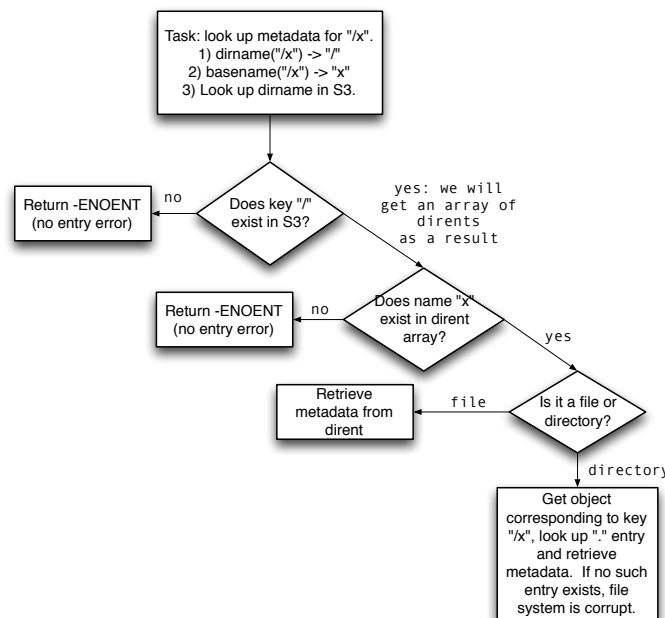 Task: look up metadata for "/x".
1) dirname("/x") -> "/"
2) basename("/x") -> "x"
3) Look up dirname in S3.
Return -ENOENT
(no entry error)
no
Does key "/"
exist in S3?
yes: we will
get an array of
dirents
as a result
Return -ENOENT
(no entry error)
no
Does name "x"
exist in dirent
array?
yes
Retrieve
metadata from
dirent
file
Is it a file or
directory?
directory
Get object
corresponding to key
"/x", look up "." entry
and retrieve
metadata.  If no such
entry exists, file
system is corrupt.